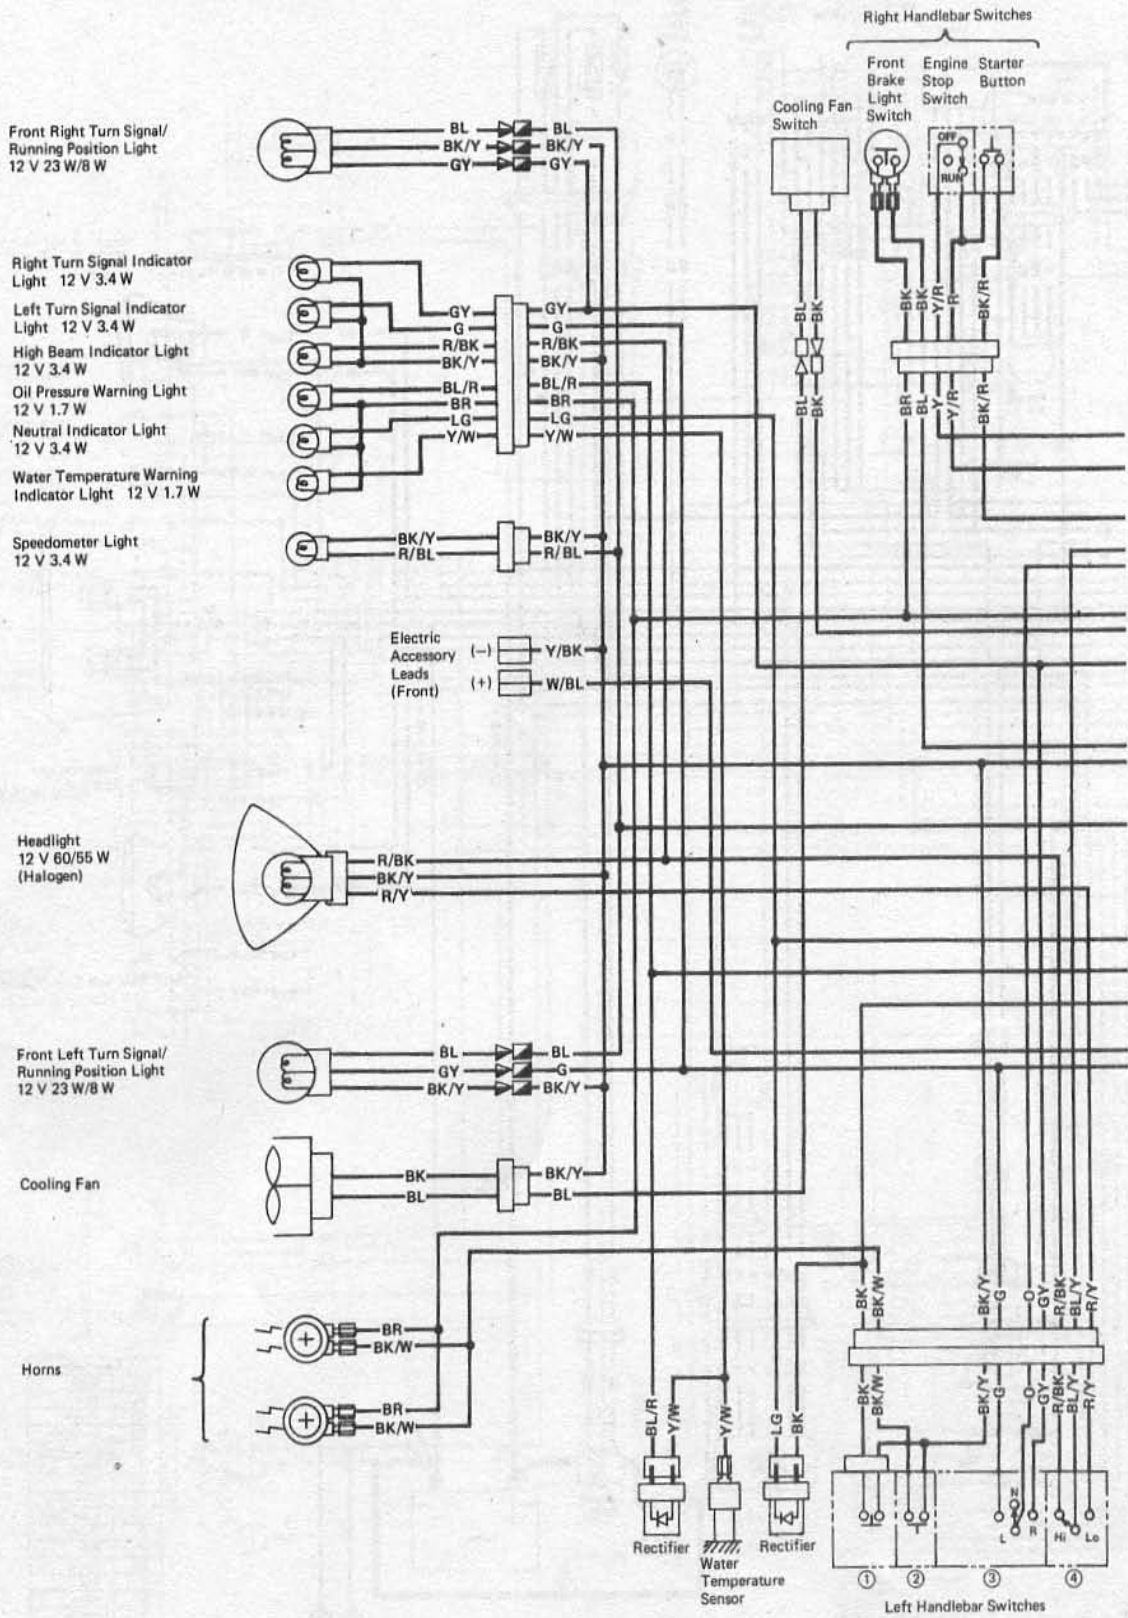 Right Handlebar Switches
Front Brake Light Switch
Engine Stop Switch
Starter Button
Cooling Fan Switch
OFF
RUN
Front Right Turn Signal/
Running Position Light
12 V 23 W/8 W
BL BL
BK/Y BK/Y
GY GY
Right Turn Signal Indicator
Light 12 V 3.4 W
Left Turn Signal Indicator
Light 12 V 3.4 W
High Beam Indicator Light
12 V 3.4 W
Oil Pressure Warning Light
12 V 1.7 W
Neutral Indicator Light
12 V 3.4 W
Water Temperature Warning
Indicator Light 12 V 1.7 W
GY GY
G G
R/BK R/BK
BK/Y BK/Y
BL/R BL/R
BR BR
LG LG
Y/W Y/W
BL BK
BL BK
BK BK Y/R R BK/R
BR BL Y Y/R BK/R
Speedometer Light
12 V 3.4 W
BK/Y BK/Y
R/BL R/BL
Electric
Accessory
Leads
(Front)
(−) Y/BK
(+) W/BL
Headlight
12 V 60/55 W
(Halogen)
R/BK
BK/Y
R/Y
Front Left Turn Signal/
Running Position Light
12 V 23 W/8 W
BL BL
GY G
BK/Y BK/Y
Cooling Fan
BK BK/Y
BL BL
Horns
BR
BK/W
BR
BK/W
BK BK/W BK/Y G O GY R/BK BL/Y R/Y
BK BK/W BK/Y G O GY R/BK BL/Y R/Y
BL/R Y/W Y/W LG BK
N
L R Hi Lo
Rectifier
Water
Temperature
Sensor
Rectifier
① ② ③ ④
Left Handlebar Switches